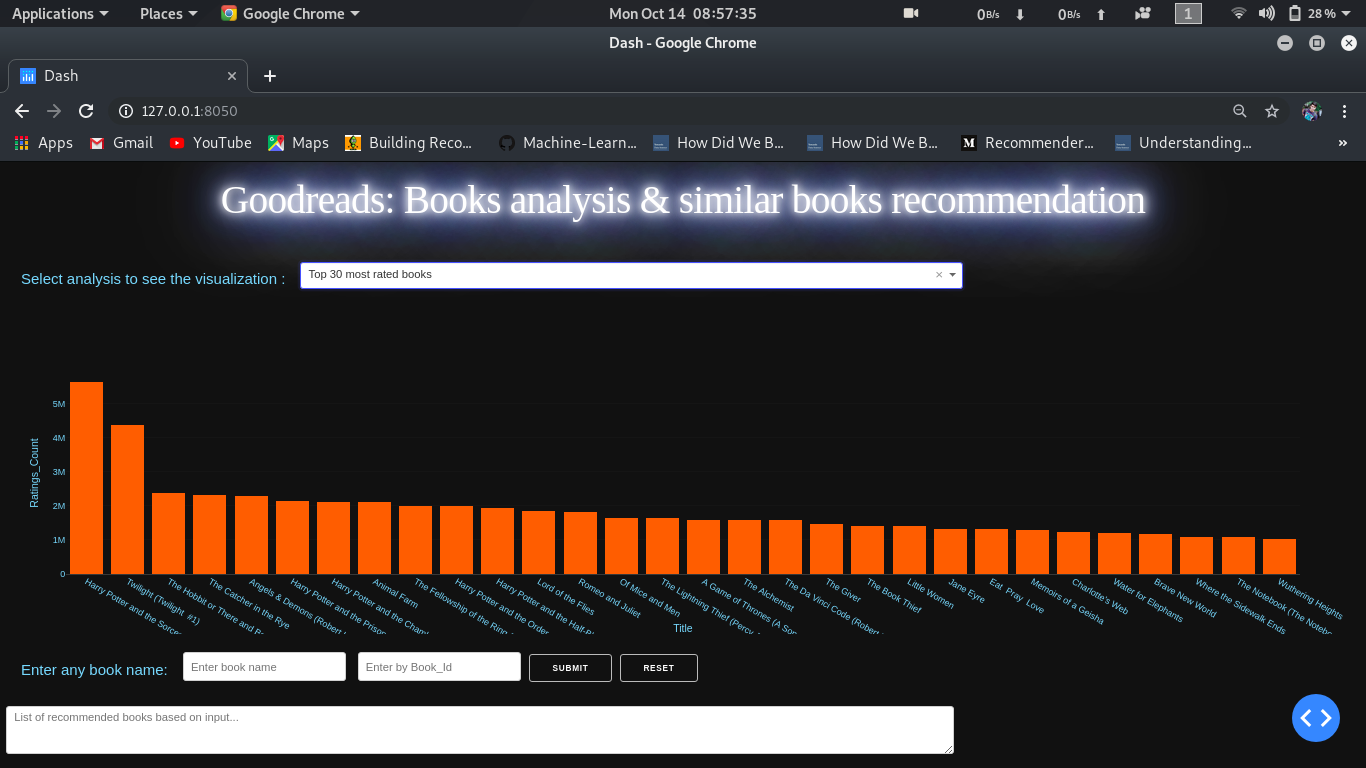 Applications Places Google Chrome Mon Oct 14 08:57:35 0B/s 0B/s 1 28 %
Dash - Google Chrome
Dash
127.0.0.1:8050
Apps Gmail YouTube Maps Building Reco... Machine-Learn... How Did We B... How Did We B... M Recommender... Understanding... »
Goodreads: Books analysis & similar books recommendation
Select analysis to see the visualization : Top 30 most rated books
5M
4M
3M
2M
1M
0
Ratings_Count
Harry Potter and the Sorce
Twilight (Twilight #1)
The Hobbit or There and B
The Catcher in the Rye
Angels & Demons (Robert L
Harry Potter and the Priso
Harry Potter and the Cham
Animal Farm
The Fellowship of the Ring
Harry Potter and the Order
Harry Potter and the Half-B
Lord of the Flies
Romeo and Juliet
Of Mice and Men
The Lightning Thief (Percy
A Game of Thrones (A So
The Alchemist
The Da Vinci Code (Robert
The Giver
The Book Thief
Little Women
Jane Eyre
Eat Pray Love
Memoirs of a Geisha
Charlotte's Web
Water for Elephants
Brave New World
Where the Sidewalk Ends
The Notebook (The Noteb
Wuthering Heights
Title
Enter any book name: Enter book name Enter by Book_Id SUBMIT RESET
List of recommended books based on input...